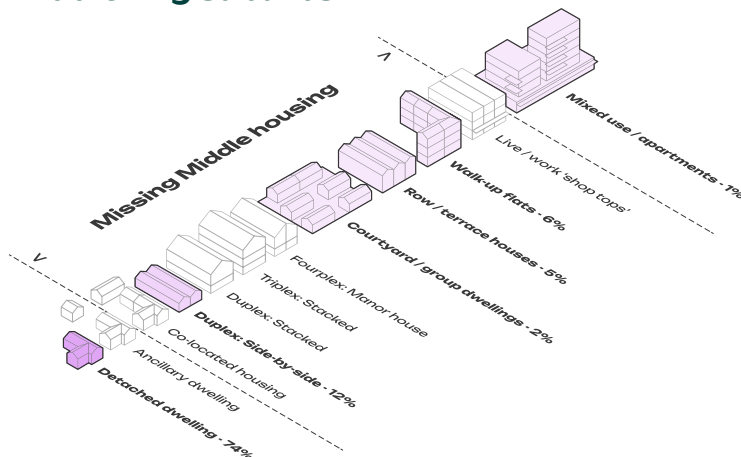 Missing Middle housing
<
>
Mixed use / apartments - 1%
Live / work 'shop tops'
Walk-up flats - 6%
Row / terrace houses - 5%
Courtyard / group dwellings - 2%
Fourplex: Manor house
Triplex: Stacked
Duplex: Stacked
Duplex: Side-by-side - 12%
Co-located housing
Ancillary dwelling
Detached dwelling - 74%